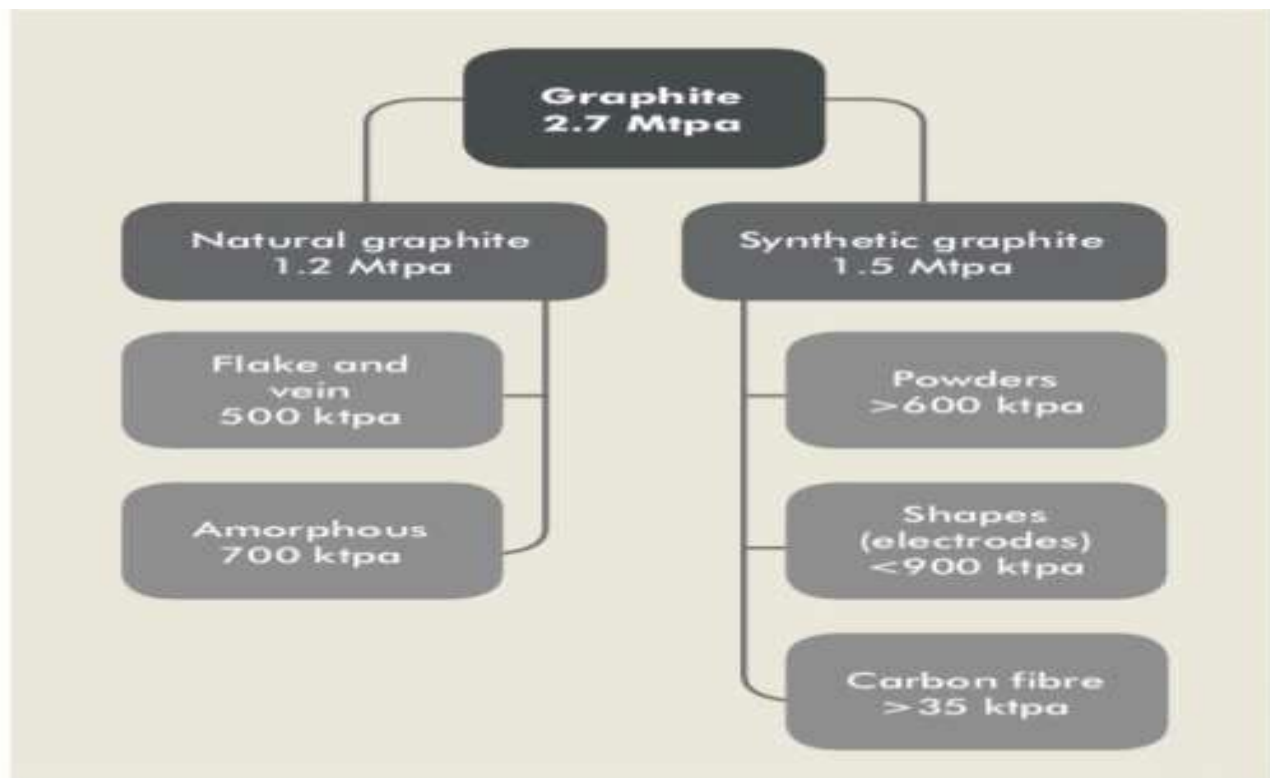 Graphite
2.7 Mtpa
Natural graphite
1.2 Mtpa
Flake and
vein
500 ktpa
Amorphous
700 ktpa
Synthetic graphite
1.5 Mtpa
Powders
>600 ktpa
Shapes
(electrodes)
<900 ktpa
Carbon fibre
>35 ktpa